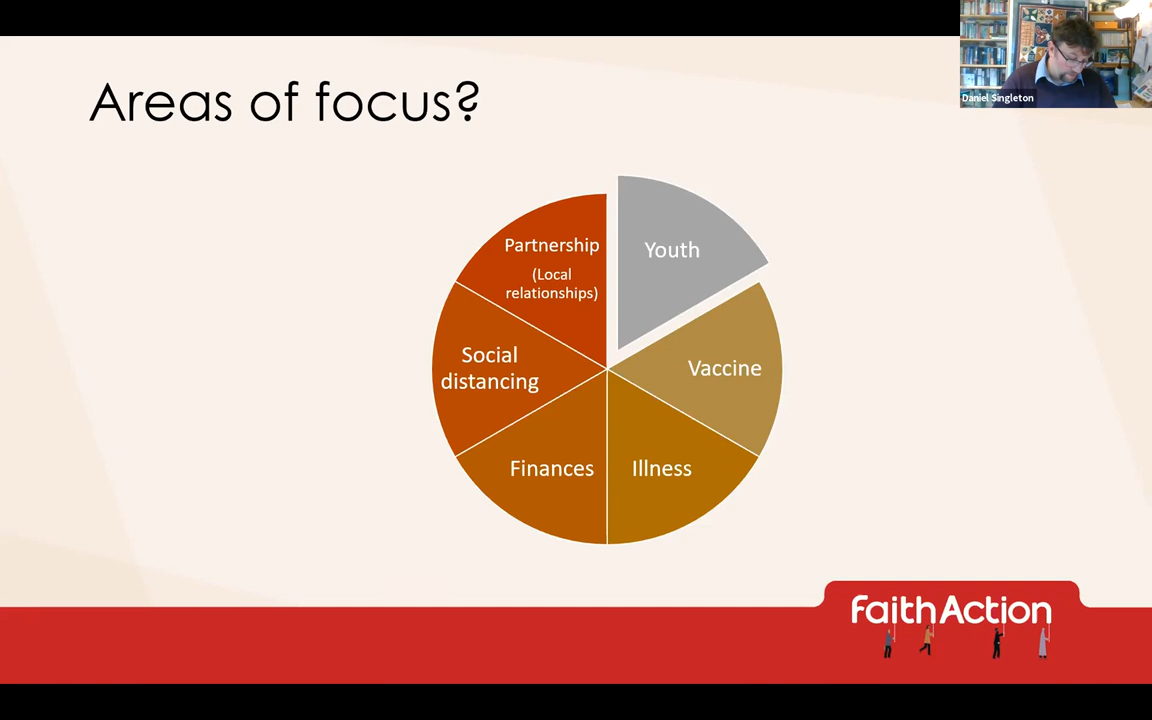 Areas of focus?
Daniel Singleton
Partnership
(Local
relationships)
Youth
Social
distancing
Vaccine
Finances
Illness
FaithAction